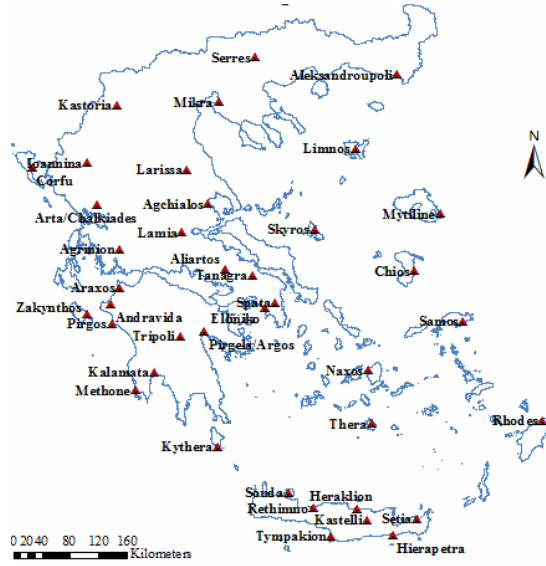 Serres
Aleksandroupoli
Kastoria
Mikra
N
Limnos
Ioannina
Corfu
Larissa
Arta/Chalkiades
Agchialos
Mytiline
Lamia
Skyros
Agrinion
Aliartos
Tanagra
Chios
Araxos
Zakynthos
Spata
Andravida
Elliniko
Pirgos
Samos
Tripoli
Pirgela/Argos
Kalamata
Naxos
Methone
Thera
Rhodes
Kythera
Souda
Heraklion
Rethimno
Kastelli
Setia
Tympakion
Hierapetra
0 20 40 80 120 160
Kilometers